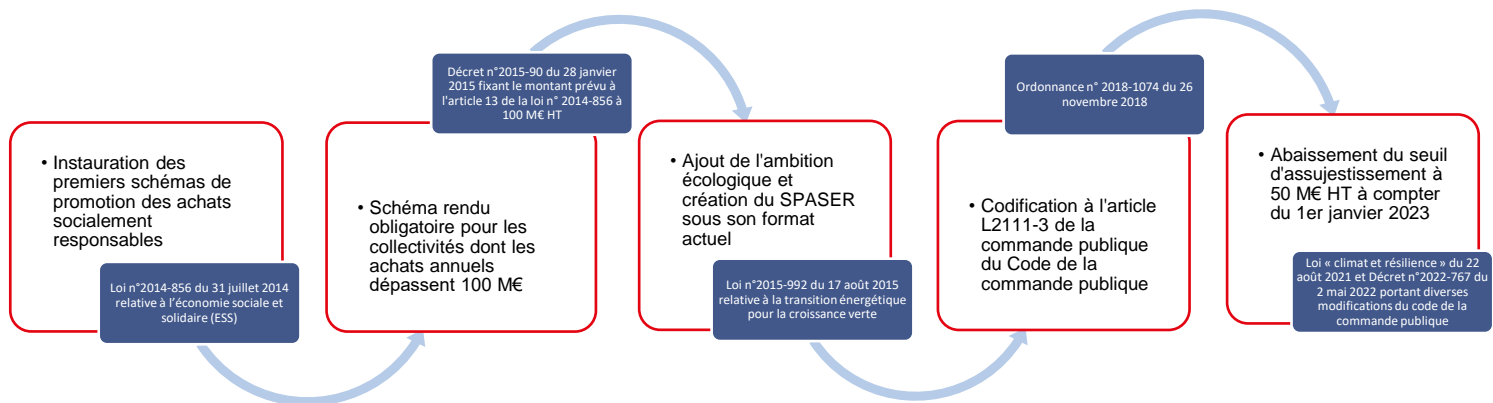 • Instauration des
premiers schémas de
promotion des achats
socialement
responsables
Loi n°2014-856 du 31 juillet 2014
relative à l'économie sociale et
solidaire (ESS)
Décret n°2015-90 du 28 janvier
2015 fixant le montant prévu à
l'article 13 de la loi n° 2014-856 à
100 M€ HT
• Schéma rendu
obligatoire pour les
collectivités dont les
achats annuels
dépassent 100 M€
• Ajout de l'ambition
écologique et
création du SPASER
sous son format
actuel
Loi n°2015-992 du 17 août 2015
relative à la transition énergétique
pour la croissance verte
Ordonnance n° 2018-1074 du 26
novembre 2018
• Codification à l'article
L2111-3 de la
commande publique
du Code de la
commande publique
• Abaissement du seuil
d'assujestissement à
50 M€ HT à compter
du 1er janvier 2023
Loi « climat et résilience » du 22
août 2021 et Décret n°2022-767 du
2 mai 2022 portant diverses
modifications du code de la
commande publique